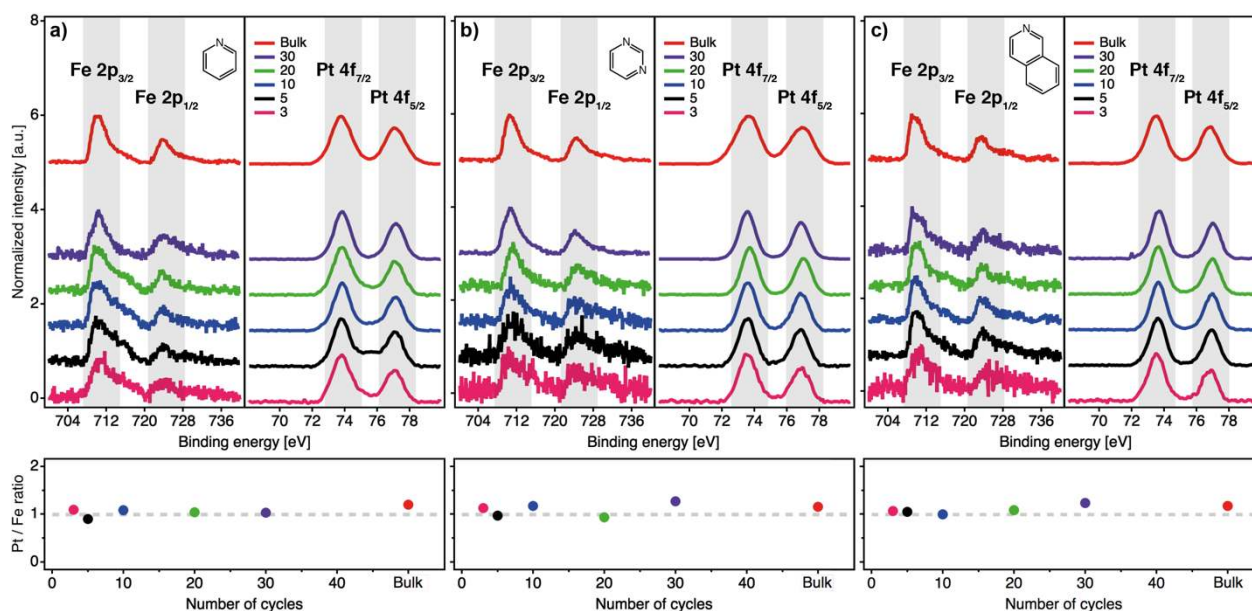 8
6
4
2
0
Normalized intensity [a.u.]
a)
N
Fe 2p3/2
Fe 2p1/2
Bulk
30
20
10
5
3
Pt 4f7/2
Pt 4f5/2
704 712 720 728 736
70 72 74 76 78
Binding energy [eV]
b)
N
N
Fe 2p3/2
Fe 2p1/2
Bulk
30
20
10
5
3
Pt 4f7/2
Pt 4f5/2
704 712 720 728 736
70 72 74 76 78
Binding energy [eV]
c)
N
Fe 2p3/2
Fe 2p1/2
Bulk
30
20
10
5
3
Pt 4f7/2
Pt 4f5/2
704 712 720 728 736
70 72 74 76 78
Binding energy [eV]
2
1
0
Pt / Fe ratio
0 10 20 30 40 Bulk
Number of cycles
0 10 20 30 40 Bulk
Number of cycles
0 10 20 30 40 Bulk
Number of cycles